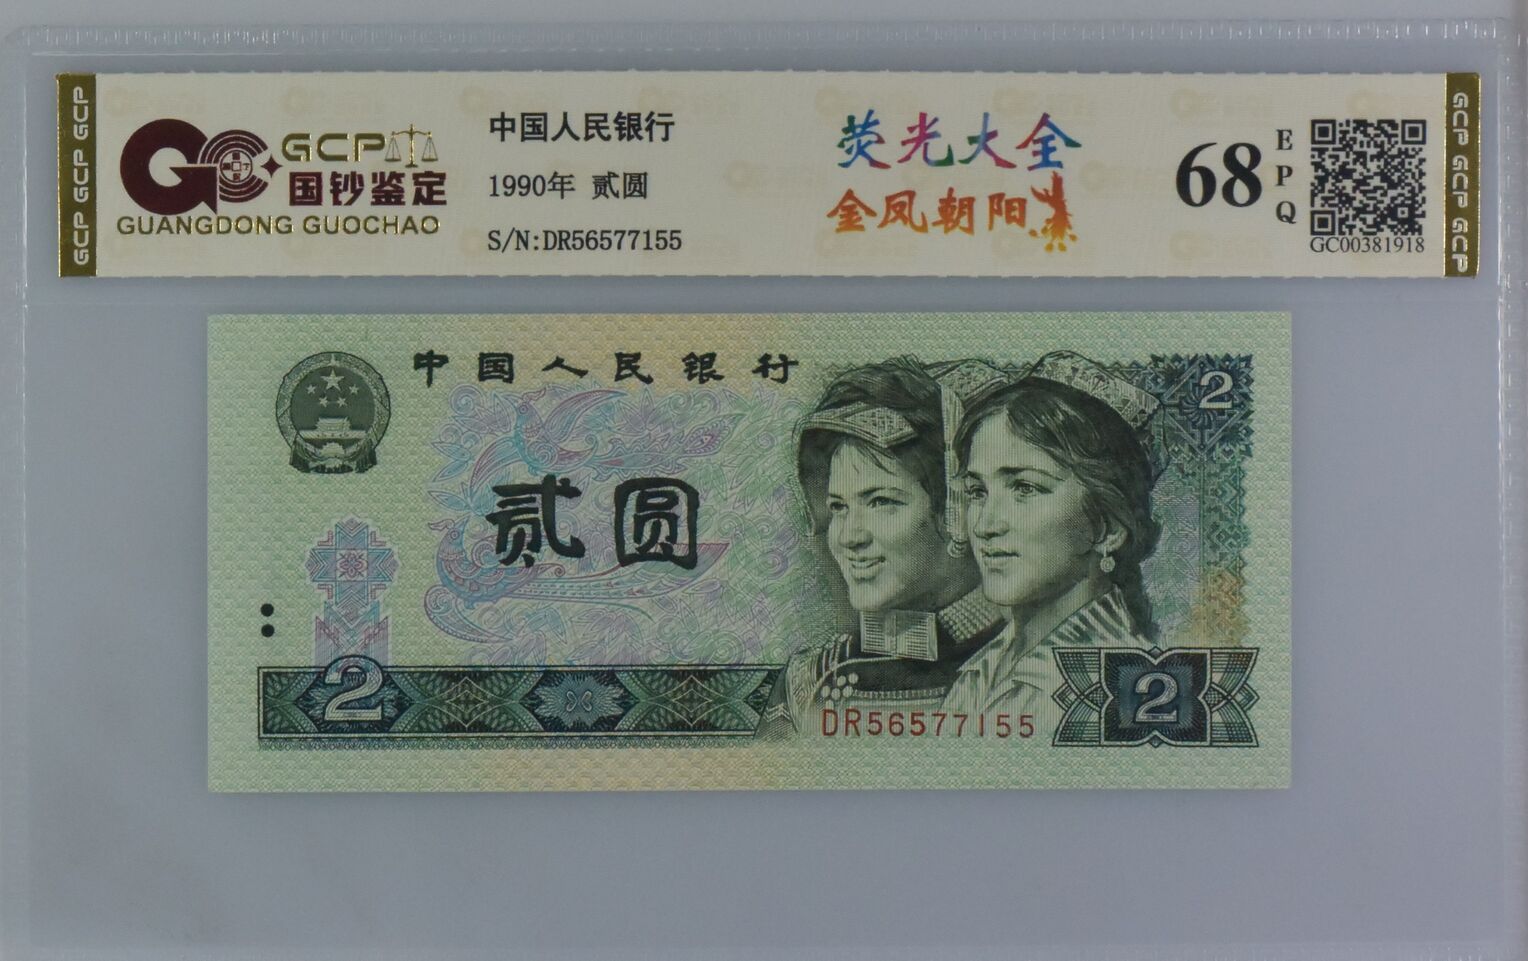 GCP GCP GCP
GCP
国钞鉴定
GUANGDONG GUOCHAO
中国人民银行
1990年 贰圆
S/N:DR56577155
荧光大全
金凤朝阳
68
EPQ
GC00381918
GCP GCP GCP
中国人民银行
2
贰圆
2
DR56577155
2